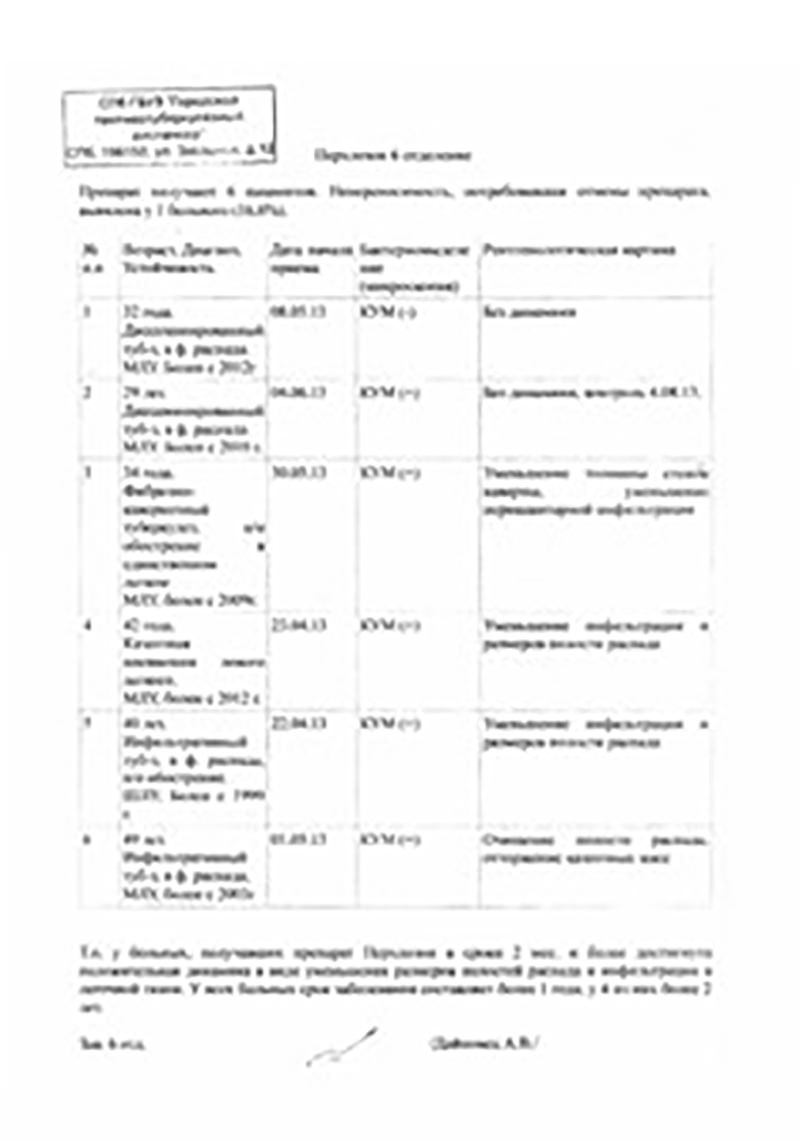 СПб ГБУЗ "Городской
противотуберкулезный
диспансер"
СПб, ул.
Перхлозон 6 отделение
Препарат получают 6 пациентов. Непереносимость, потребовавшая отмены препарата,
выявлена у 1 больного (16,6%).
№ п.п
Возраст, Диагноз, Устойчивость
Дата начала приема
Бактериовыделение (микроскопия)
Рентгенологическая картина
1
32 года.
Диссеминированный
туб-з, в ф. распада.
МЛУ, Болен с 2012г
08.05.13
КУМ (-)
Без динамики
2
29 лет.
Диссеминированный
туб-з, в ф. распада
МЛУ, Болен с
04.06.13
КУМ
Без динамики, контроль 4.08.13.
3
34 года.
Фиброзно-
кавернозный
туберкулез,
обострение в
единственном
легком
МЛУ, болен с 2009г.
30.05.13
КУМ
Уменьшение толщины стенок
каверны, уменьшение
перикавитарной инфильтрации
4
42 года,
Казеозная
пневмония левого
легкого,
МЛУ, болен с 2012 г.
23.04.13
КУМ
Уменьшение инфильтрации и
размеров полости распада
5
40 лет.
Инфильтративный
туб-з, в ф. распада,
обострение
ШЛУ, Болен с 1999
г.
22.04.13
КУМ
Уменьшение инфильтрации и
размеров полости распада
6
49 лет.
Инфильтративный
туб-з, в ф. распада,
МЛУ, болен с
01.05.13
КУМ
Очищение полости распада,
отторжение казеозных масс
Т.о. у больных, получавших препарат Перхлозон в сроки 2 мес. и более достигнута
положительная динамика в виде уменьшения размеров полостей распада и инфильтрации в
легочной ткани. У всех больных срок заболевания составляет более 1 года, у 4 из них более 2
лет.
Зав. 6 отд.
А.В./